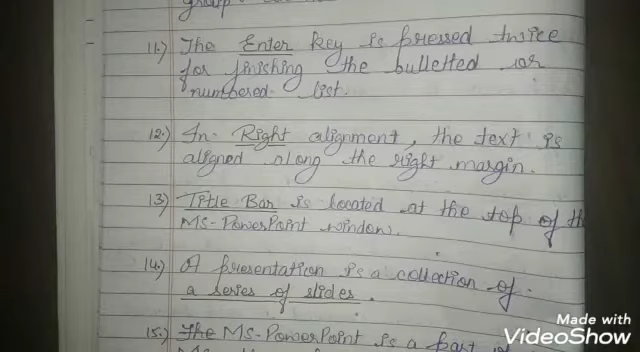 group.
11.) The Enter key is pressed twice
for finishing the bulletted or
numbered list.
12.) In Right alignment, the text is
aligned along the right margin.
13.) Title Bar is located at the top of th
MS-PowerPoint window.
14.) A presentation is a collection of
a series of slides.
15.) The MS-PowerPoint is a part of
Made with
VideoShow